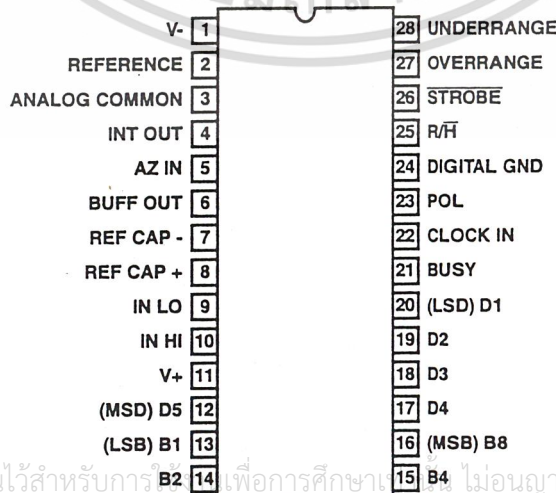 V- 1 28 UNDERRANGE
REFERENCE 2 27 OVERRANGE
ANALOG COMMON 3 26 STROBE
INT OUT 4 25 R/H
AZ IN 5 24 DIGITAL GND
BUFF OUT 6 23 POL
REF CAP - 7 22 CLOCK IN
REF CAP + 8 21 BUSY
IN LO 9 20 (LSD) D1
IN HI 10 19 D2
V+ 11 18 D3
(MSD) D5 12 17 D4
(LSB) B1 13 16 (MSB) B8
B2 14 15 B4